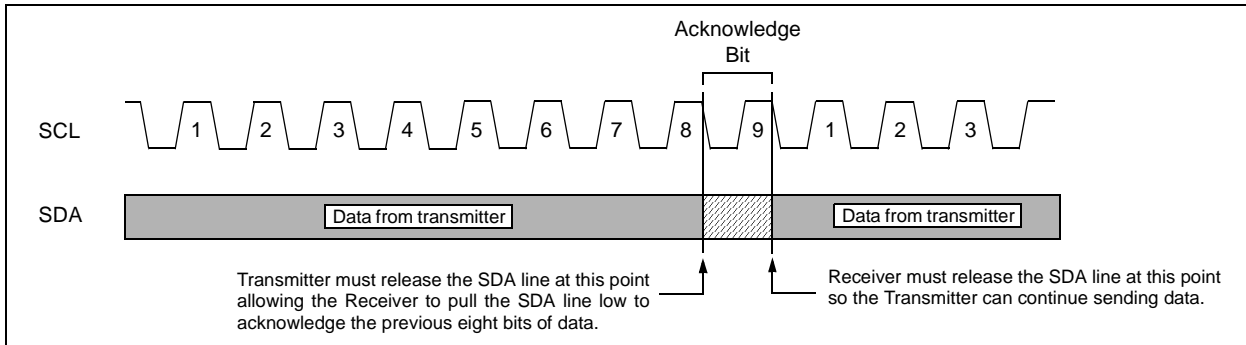 Acknowledge
Bit
SCL
1 2 3 4 5 6 7 8 9 1 2 3
SDA
Data from transmitter
Data from transmitter
Transmitter must release the SDA line at this point
allowing the Receiver to pull the SDA line low to
acknowledge the previous eight bits of data.
Receiver must release the SDA line at this point
so the Transmitter can continue sending data.